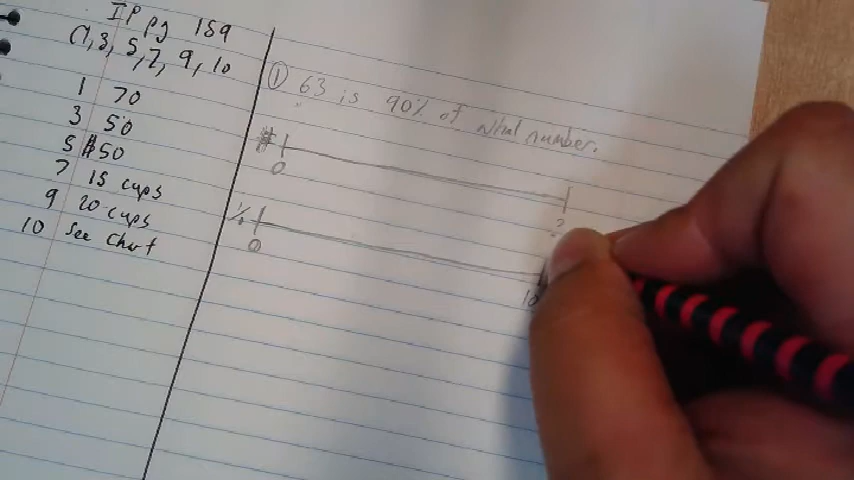 IP pg 159
(1, 3, 5, 7, 9, 10
1 70
3 50
5 $50
7 15 cups
9 20 cups
10 See Chart
① 63 is 90% of what number.
#
0 ?
%
0 10